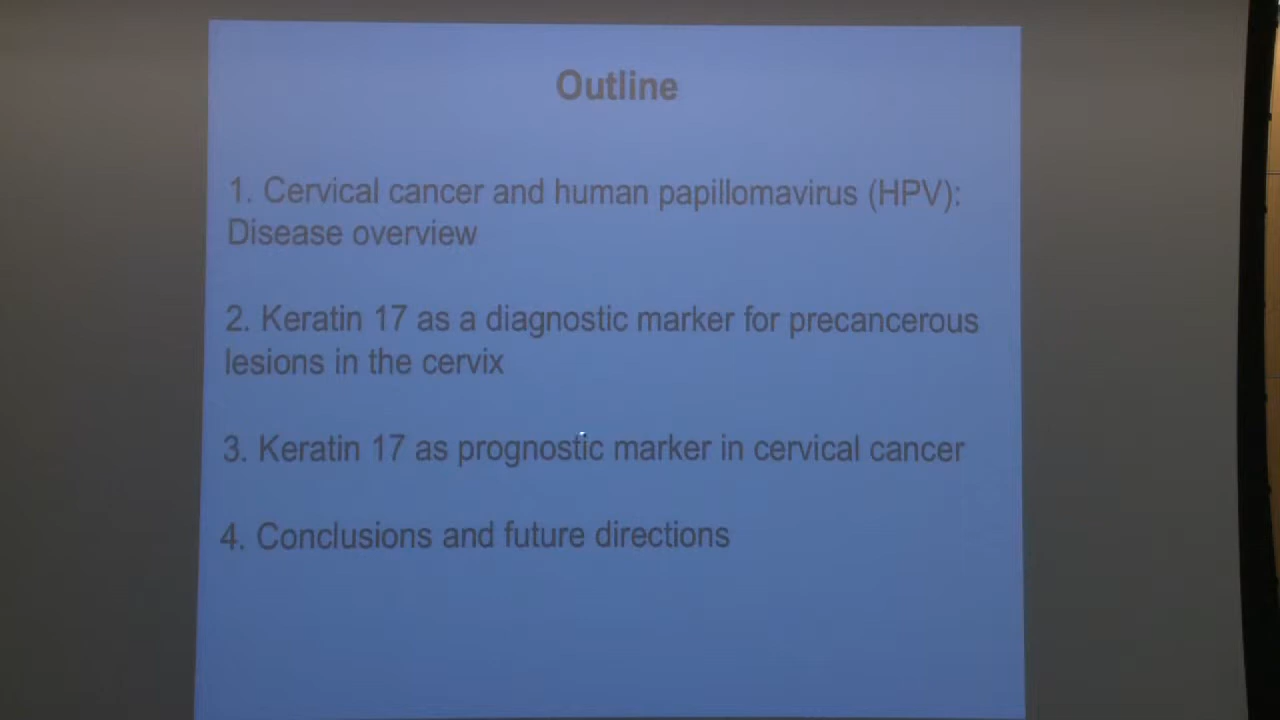 Outline
1. Cervical cancer and human papillomavirus (HPV):
Disease overview
2. Keratin 17 as a diagnostic marker for precancerous
lesions in the cervix
3. Keratin 17 as prognostic marker in cervical cancer
4. Conclusions and future directions